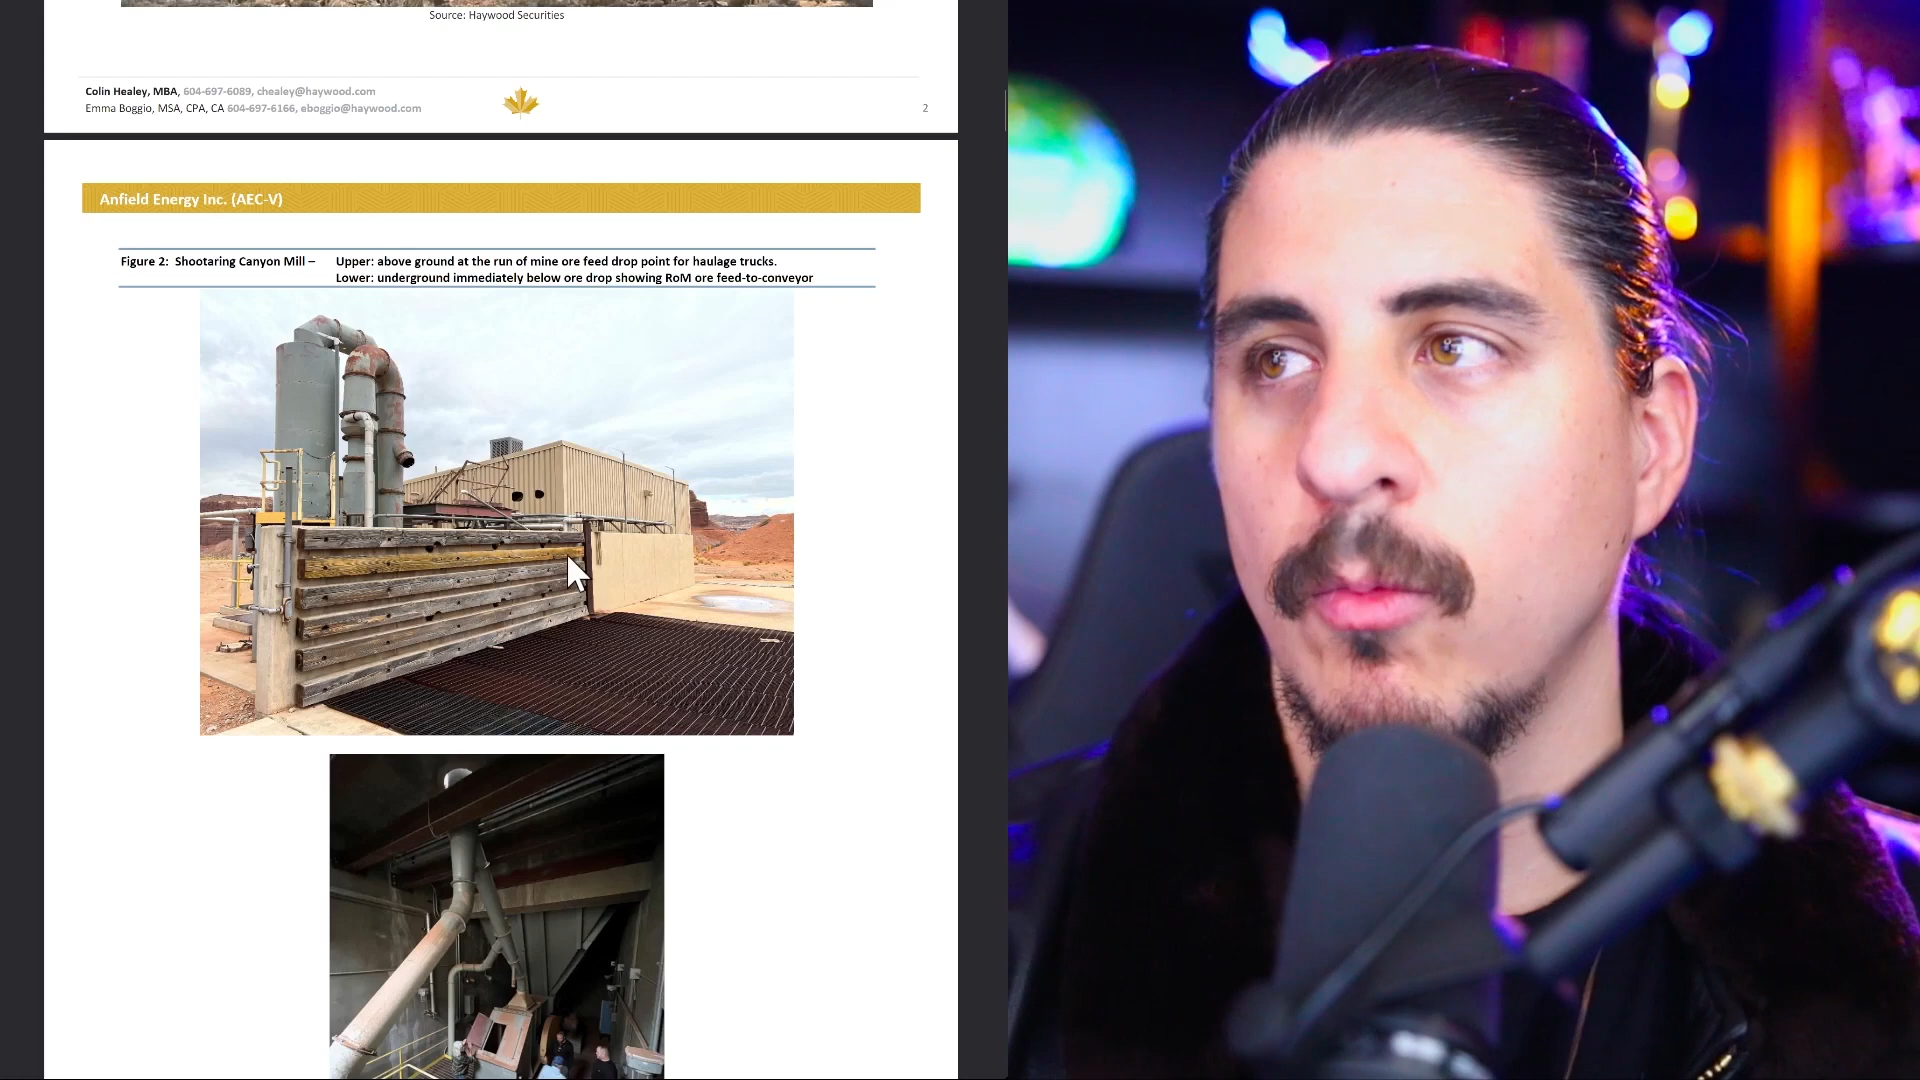 Source: Haywood Securities
Colin Healey, MBA, 604-697-6089, chealey@haywood.com
Emma Boggio, MSA, CPA, CA 604-697-6166, eboggio@haywood.com
2
Anfield Energy Inc. (AEC-V)
Figure 2: Shootaring Canyon Mill – Upper: above ground at the run of mine ore feed drop point for haulage trucks.
Lower: underground immediately below ore drop showing RoM ore feed-to-conveyor